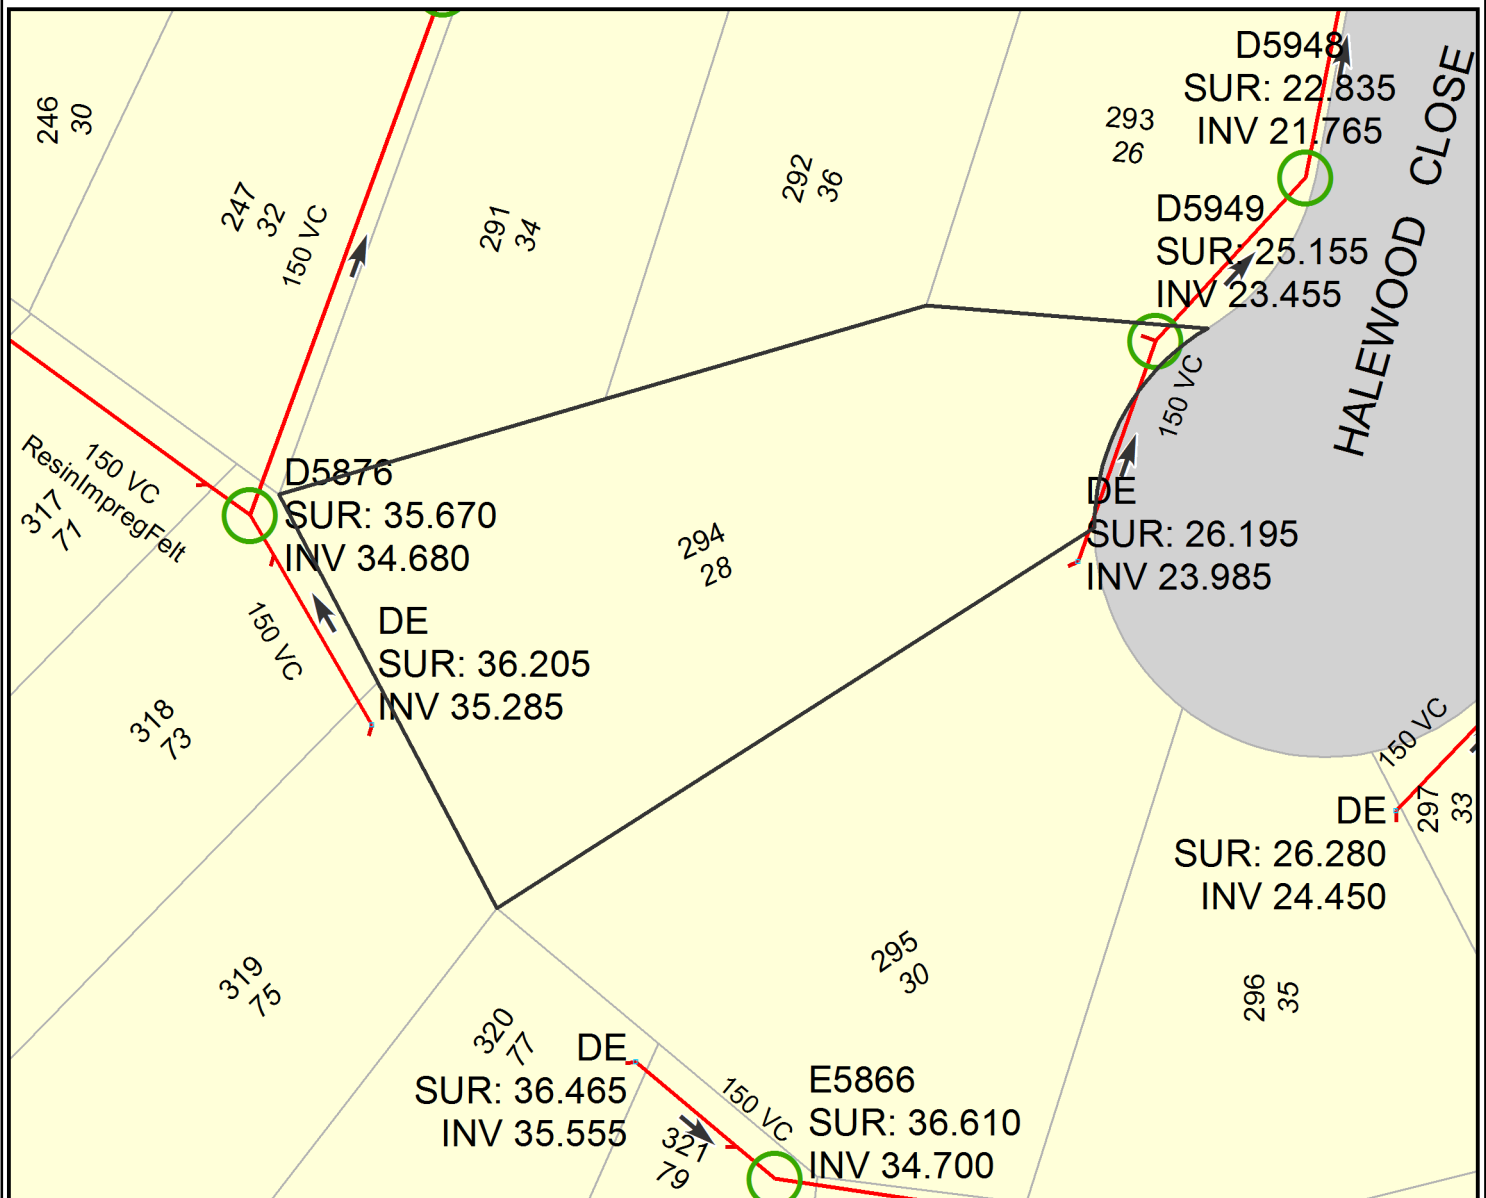 246
30
247
32
150 VC
291
34
292
36
293
26
D5948
SUR: 22.835
INV 21.765
HALEWOOD CLOSE
D5949
SUR: 25.155
INV 23.455
150 VC
150 VC
ResinImpregFelt
317
71
D5876
SUR: 35.670
INV 34.680
294
28
DE
SUR: 26.195
INV 23.985
150 VC
DE
SUR: 36.205
INV 35.285
318
73
150 VC
DE
SUR: 26.280
INV 24.450
297
33
319
75
295
30
296
35
320
77
DE
SUR: 36.465
INV 35.555
150 VC
321
79
E5866
SUR: 36.610
INV 34.700